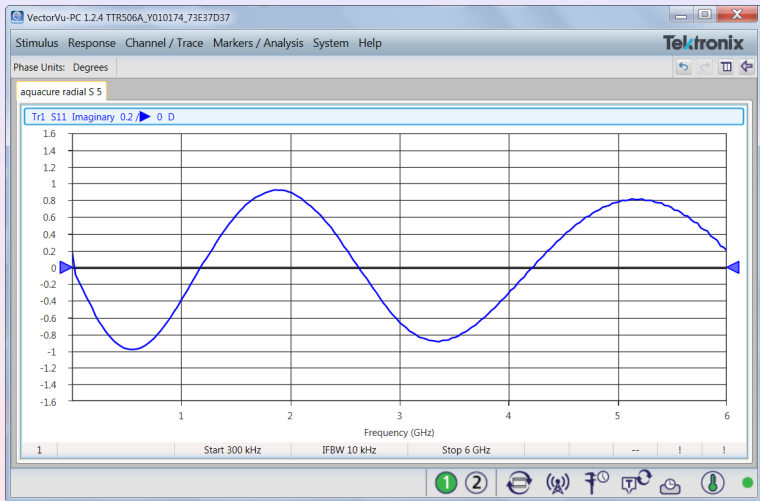 VectorVu-PC 1.2.4 TTR506A_Y010174_73E37D37
Stimulus Response Channel / Trace Markers / Analysis System Help
Tektronix
Phase Units: Degrees
aquacure radial S 5
Tr1 S11 Imaginary 0.2 / 0 D
1.6
1.4
1.2
1
0.8
0.6
0.4
0.2
0
-0.2
-0.4
-0.6
-0.8
-1
-1.2
-1.4
-1.6
1 2 3 4 5 6
Frequency (GHz)
1 Start 300 kHz IFBW 10 kHz Stop 6 GHz -- ! !
1 2 T